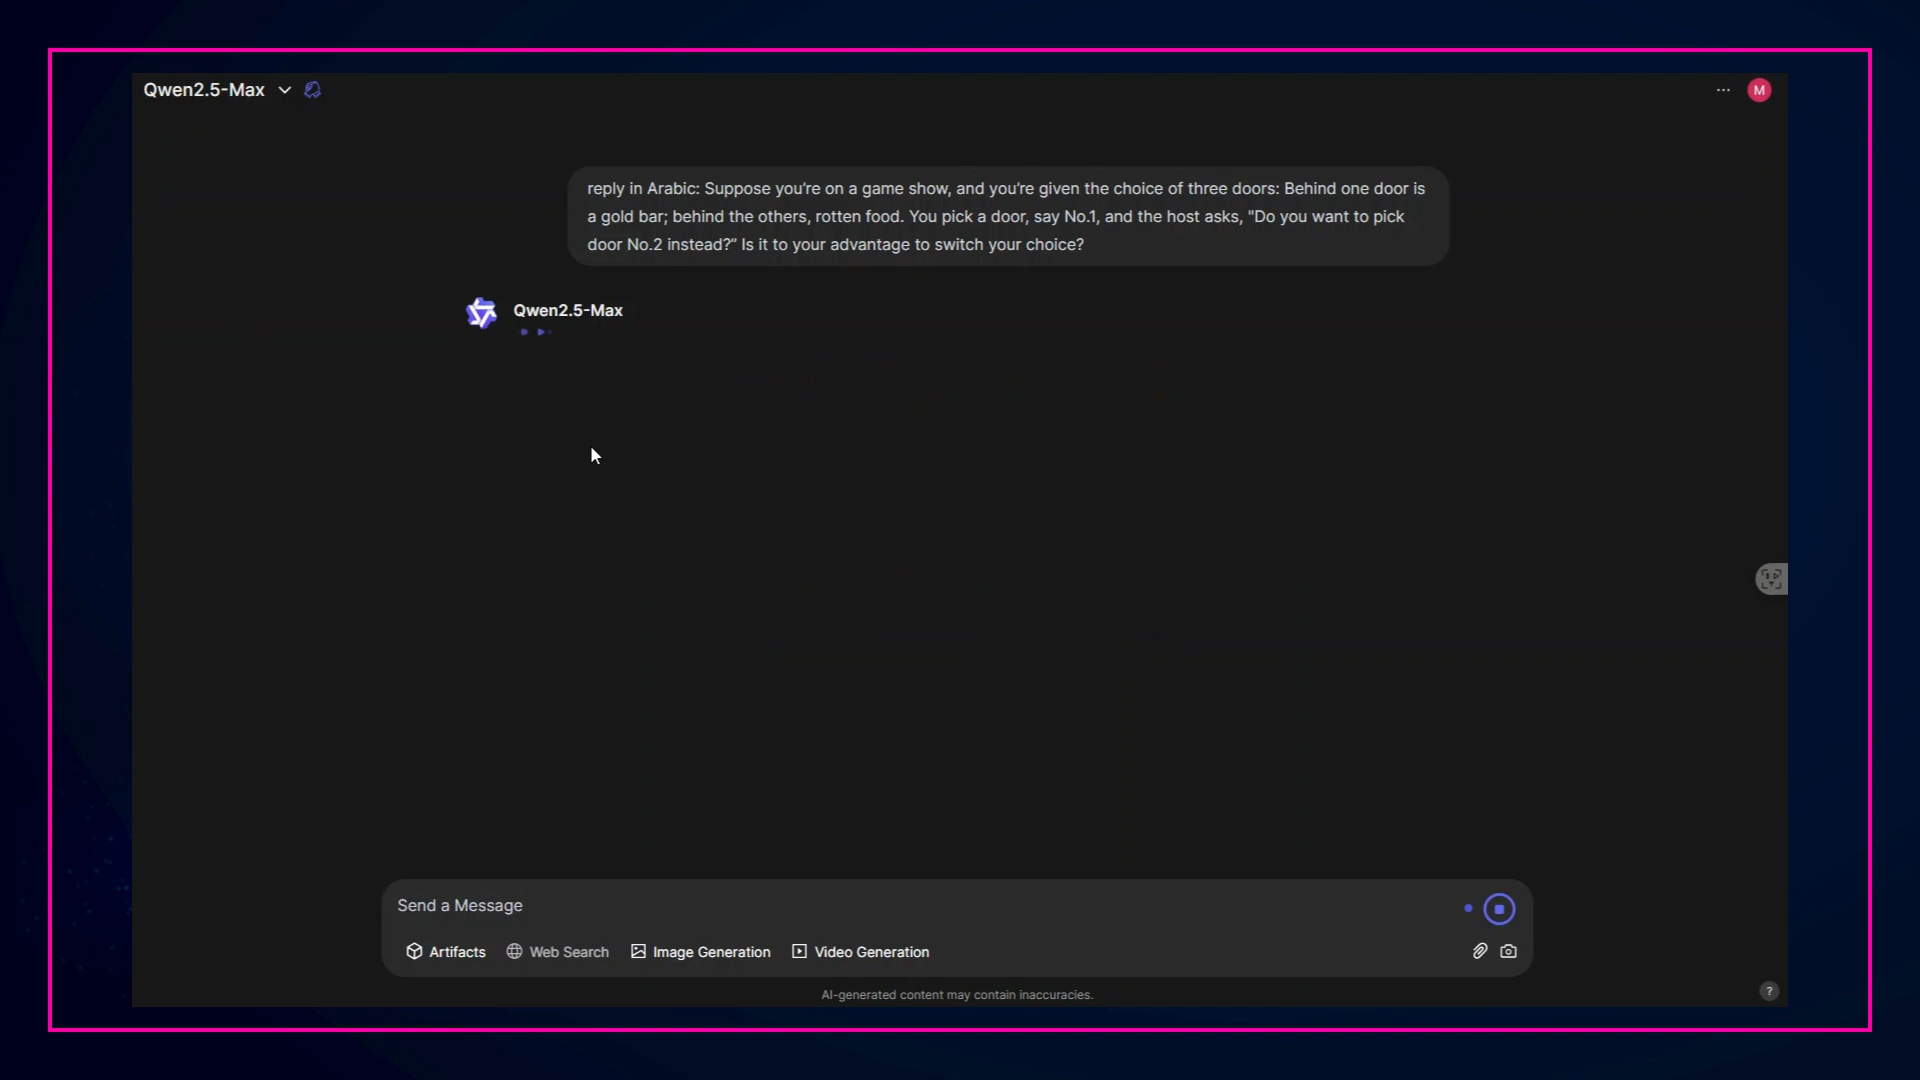 Qwen2.5-Max
M
reply in Arabic: Suppose you're on a game show, and you're given the choice of three doors: Behind one door is
a gold bar; behind the others, rotten food. You pick a door, say No.1, and the host asks, "Do you want to pick
door No.2 instead?" Is it to your advantage to switch your choice?
Qwen2.5-Max
Send a Message
Artifacts Web Search Image Generation Video Generation
AI-generated content may contain inaccuracies.
?